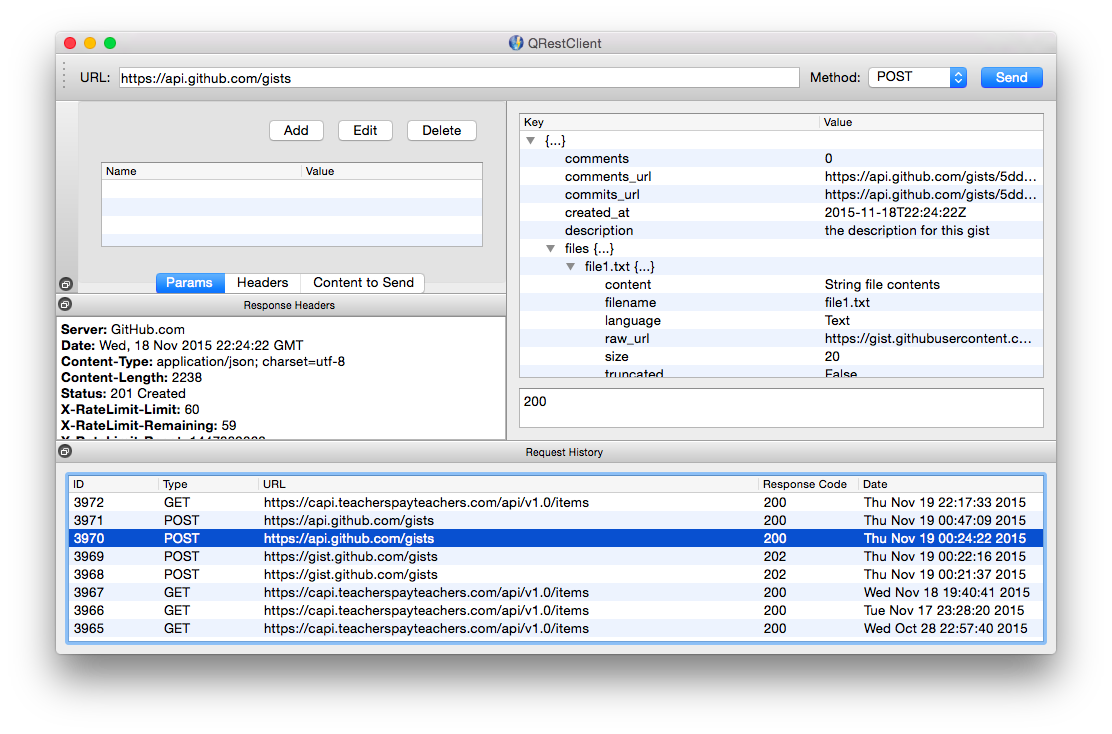 QRestClient
URL: https://api.github.com/gists Method: POST Send
Add Edit Delete
Name Value
Params Headers Content to Send
Response Headers
Server: GitHub.com
Date: Wed, 18 Nov 2015 22:24:22 GMT
Content-Type: application/json; charset=utf-8
Content-Length: 2238
Status: 201 Created
X-RateLimit-Limit: 60
X-RateLimit-Remaining: 59
Key Value
{...}
comments 0
comments_url https://api.github.com/gists/5dd...
commits_url https://api.github.com/gists/5dd...
created_at 2015-11-18T22:24:22Z
description the description for this gist
files {...}
file1.txt {...}
content String file contents
filename file1.txt
language Text
raw_url https://gist.githubusercontent.c...
size 20
truncated False
200
Request History
ID Type URL Response Code Date
3972 GET https://capi.teacherspayteachers.com/api/v1.0/items 200 Thu Nov 19 22:17:33 2015
3971 POST https://api.github.com/gists 200 Thu Nov 19 00:47:09 2015
3970 POST https://api.github.com/gists 200 Thu Nov 19 00:24:22 2015
3969 POST https://gist.github.com/gists 202 Thu Nov 19 00:22:16 2015
3968 POST https://gist.github.com/gists 202 Thu Nov 19 00:21:37 2015
3967 GET https://capi.teacherspayteachers.com/api/v1.0/items 200 Wed Nov 18 19:40:41 2015
3966 GET https://capi.teacherspayteachers.com/api/v1.0/items 200 Tue Nov 17 23:28:20 2015
3965 GET https://capi.teacherspayteachers.com/api/v1.0/items 200 Wed Oct 28 22:57:40 2015